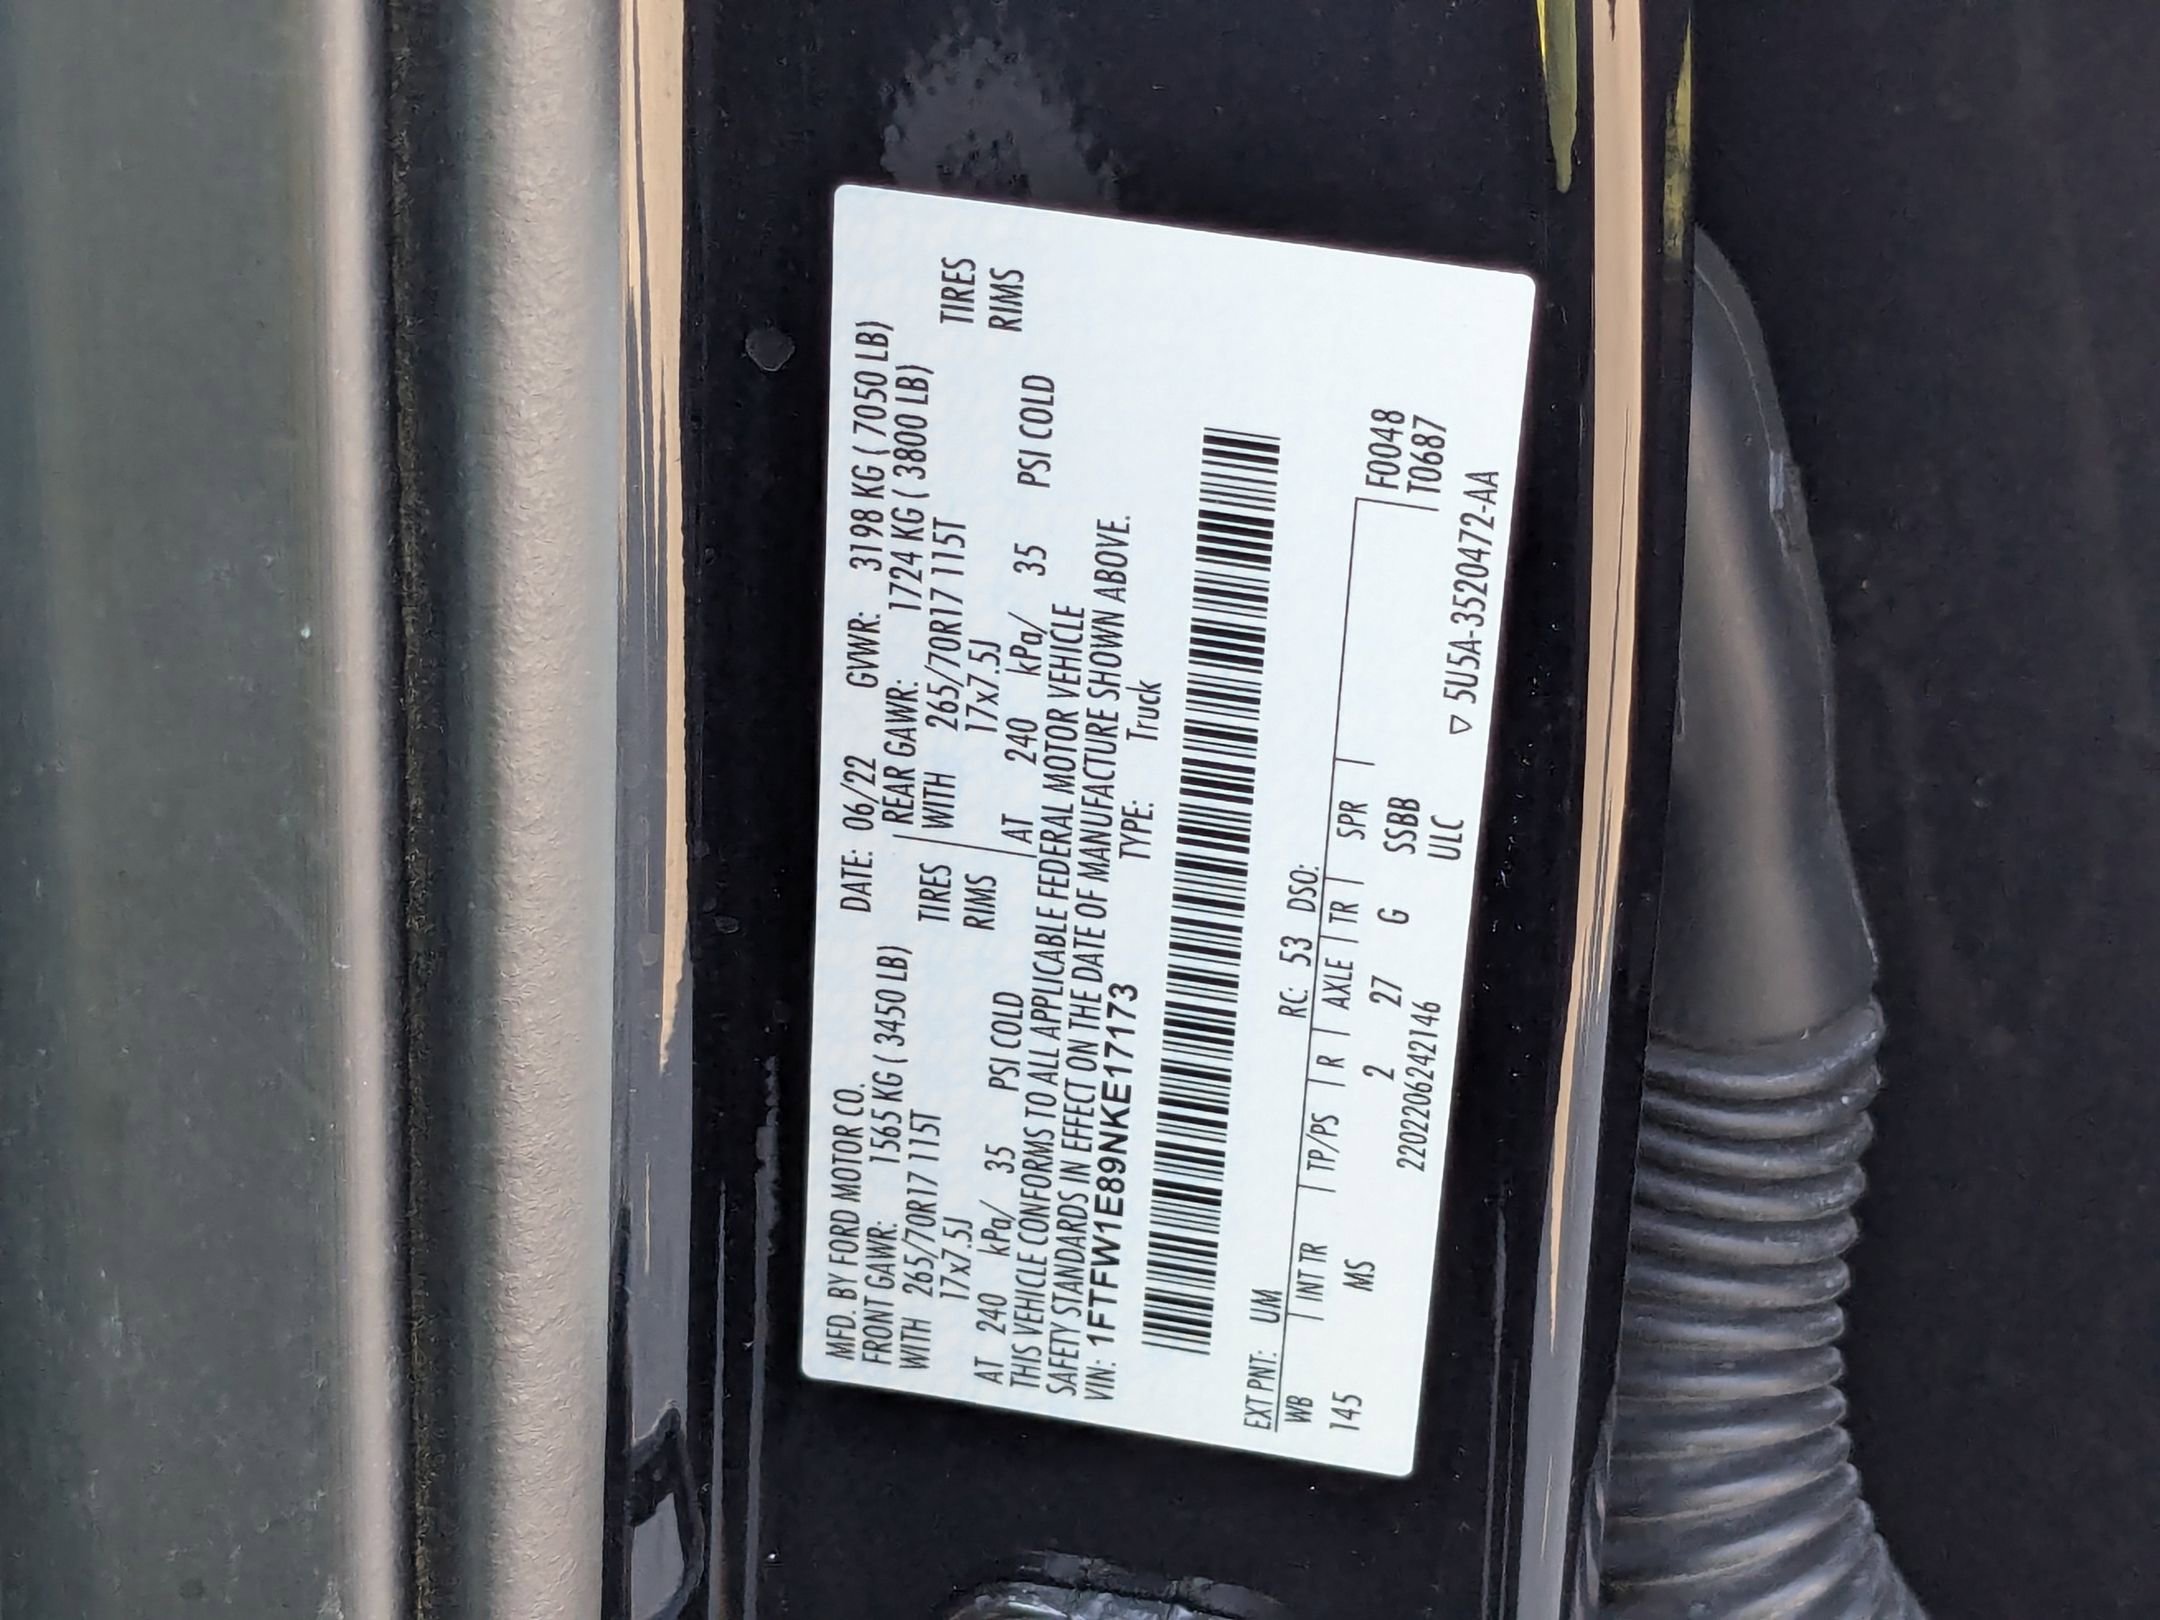 MFD. BY FORD MOTOR CO. DATE: 06/22 GVWR: 3198 KG ( 7050 LB)
FRONT GAWR: 1565 KG ( 3450 LB) REAR GAWR: 1724 KG ( 3800 LB)
WITH 265/70R17 115T TIRES WITH 265/70R17 115T TIRES
17x7.5J RIMS 17x7.5J RIMS
AT 240 kPa/ 35 PSI COLD AT 240 kPa/ 35 PSI COLD
THIS VEHICLE CONFORMS TO ALL APPLICABLE FEDERAL MOTOR VEHICLE
SAFETY STANDARDS IN EFFECT ON THE DATE OF MANUFACTURE SHOWN ABOVE.
VIN: 1FTFW1E89NKE17173 TYPE: Truck
EXT PNT: UM RC: 53 DSO:
WB INT TR TP/PS R AXLE TR SPR F0048
145 MS 2 27 G SSBB T0687
2202206242146 ULC
▽ 5U5A-3520472-AA